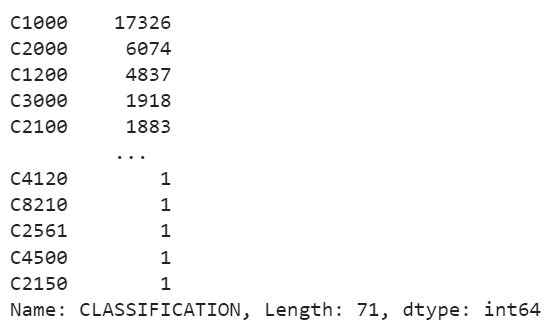 C1000    17326
C2000     6074
C1200     4837
C3000     1918
C2100     1883
         ...
C4120        1
C8210        1
C2561        1
C4500        1
C2150        1
Name: CLASSIFICATION, Length: 71, dtype: int64